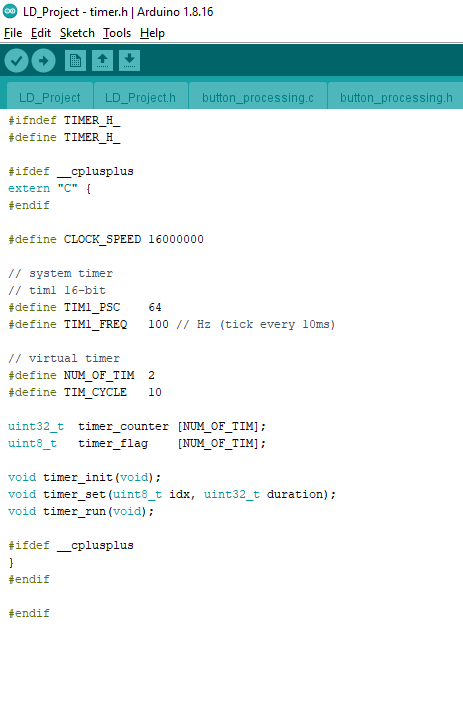 LD_Project - timer.h | Arduino 1.8.16
File Edit Sketch Tools Help
LD_Project LD_Project.h button_processing.c button_processing.h
#ifndef TIMER_H_
#define TIMER_H_
#ifdef __cplusplus
extern "C" {
#endif
#define CLOCK_SPEED 16000000
// system timer
// tim1 16-bit
#define TIM1_PSC 64
#define TIM1_FREQ 100 // Hz (tick every 10ms)
// virtual timer
#define NUM_OF_TIM 2
#define TIM_CYCLE 10
uint32_t timer_counter [NUM_OF_TIM];
uint8_t timer_flag [NUM_OF_TIM];
void timer_init(void);
void timer_set(uint8_t idx, uint32_t duration);
void timer_run(void);
#ifdef __cplusplus
}
#endif
#endif